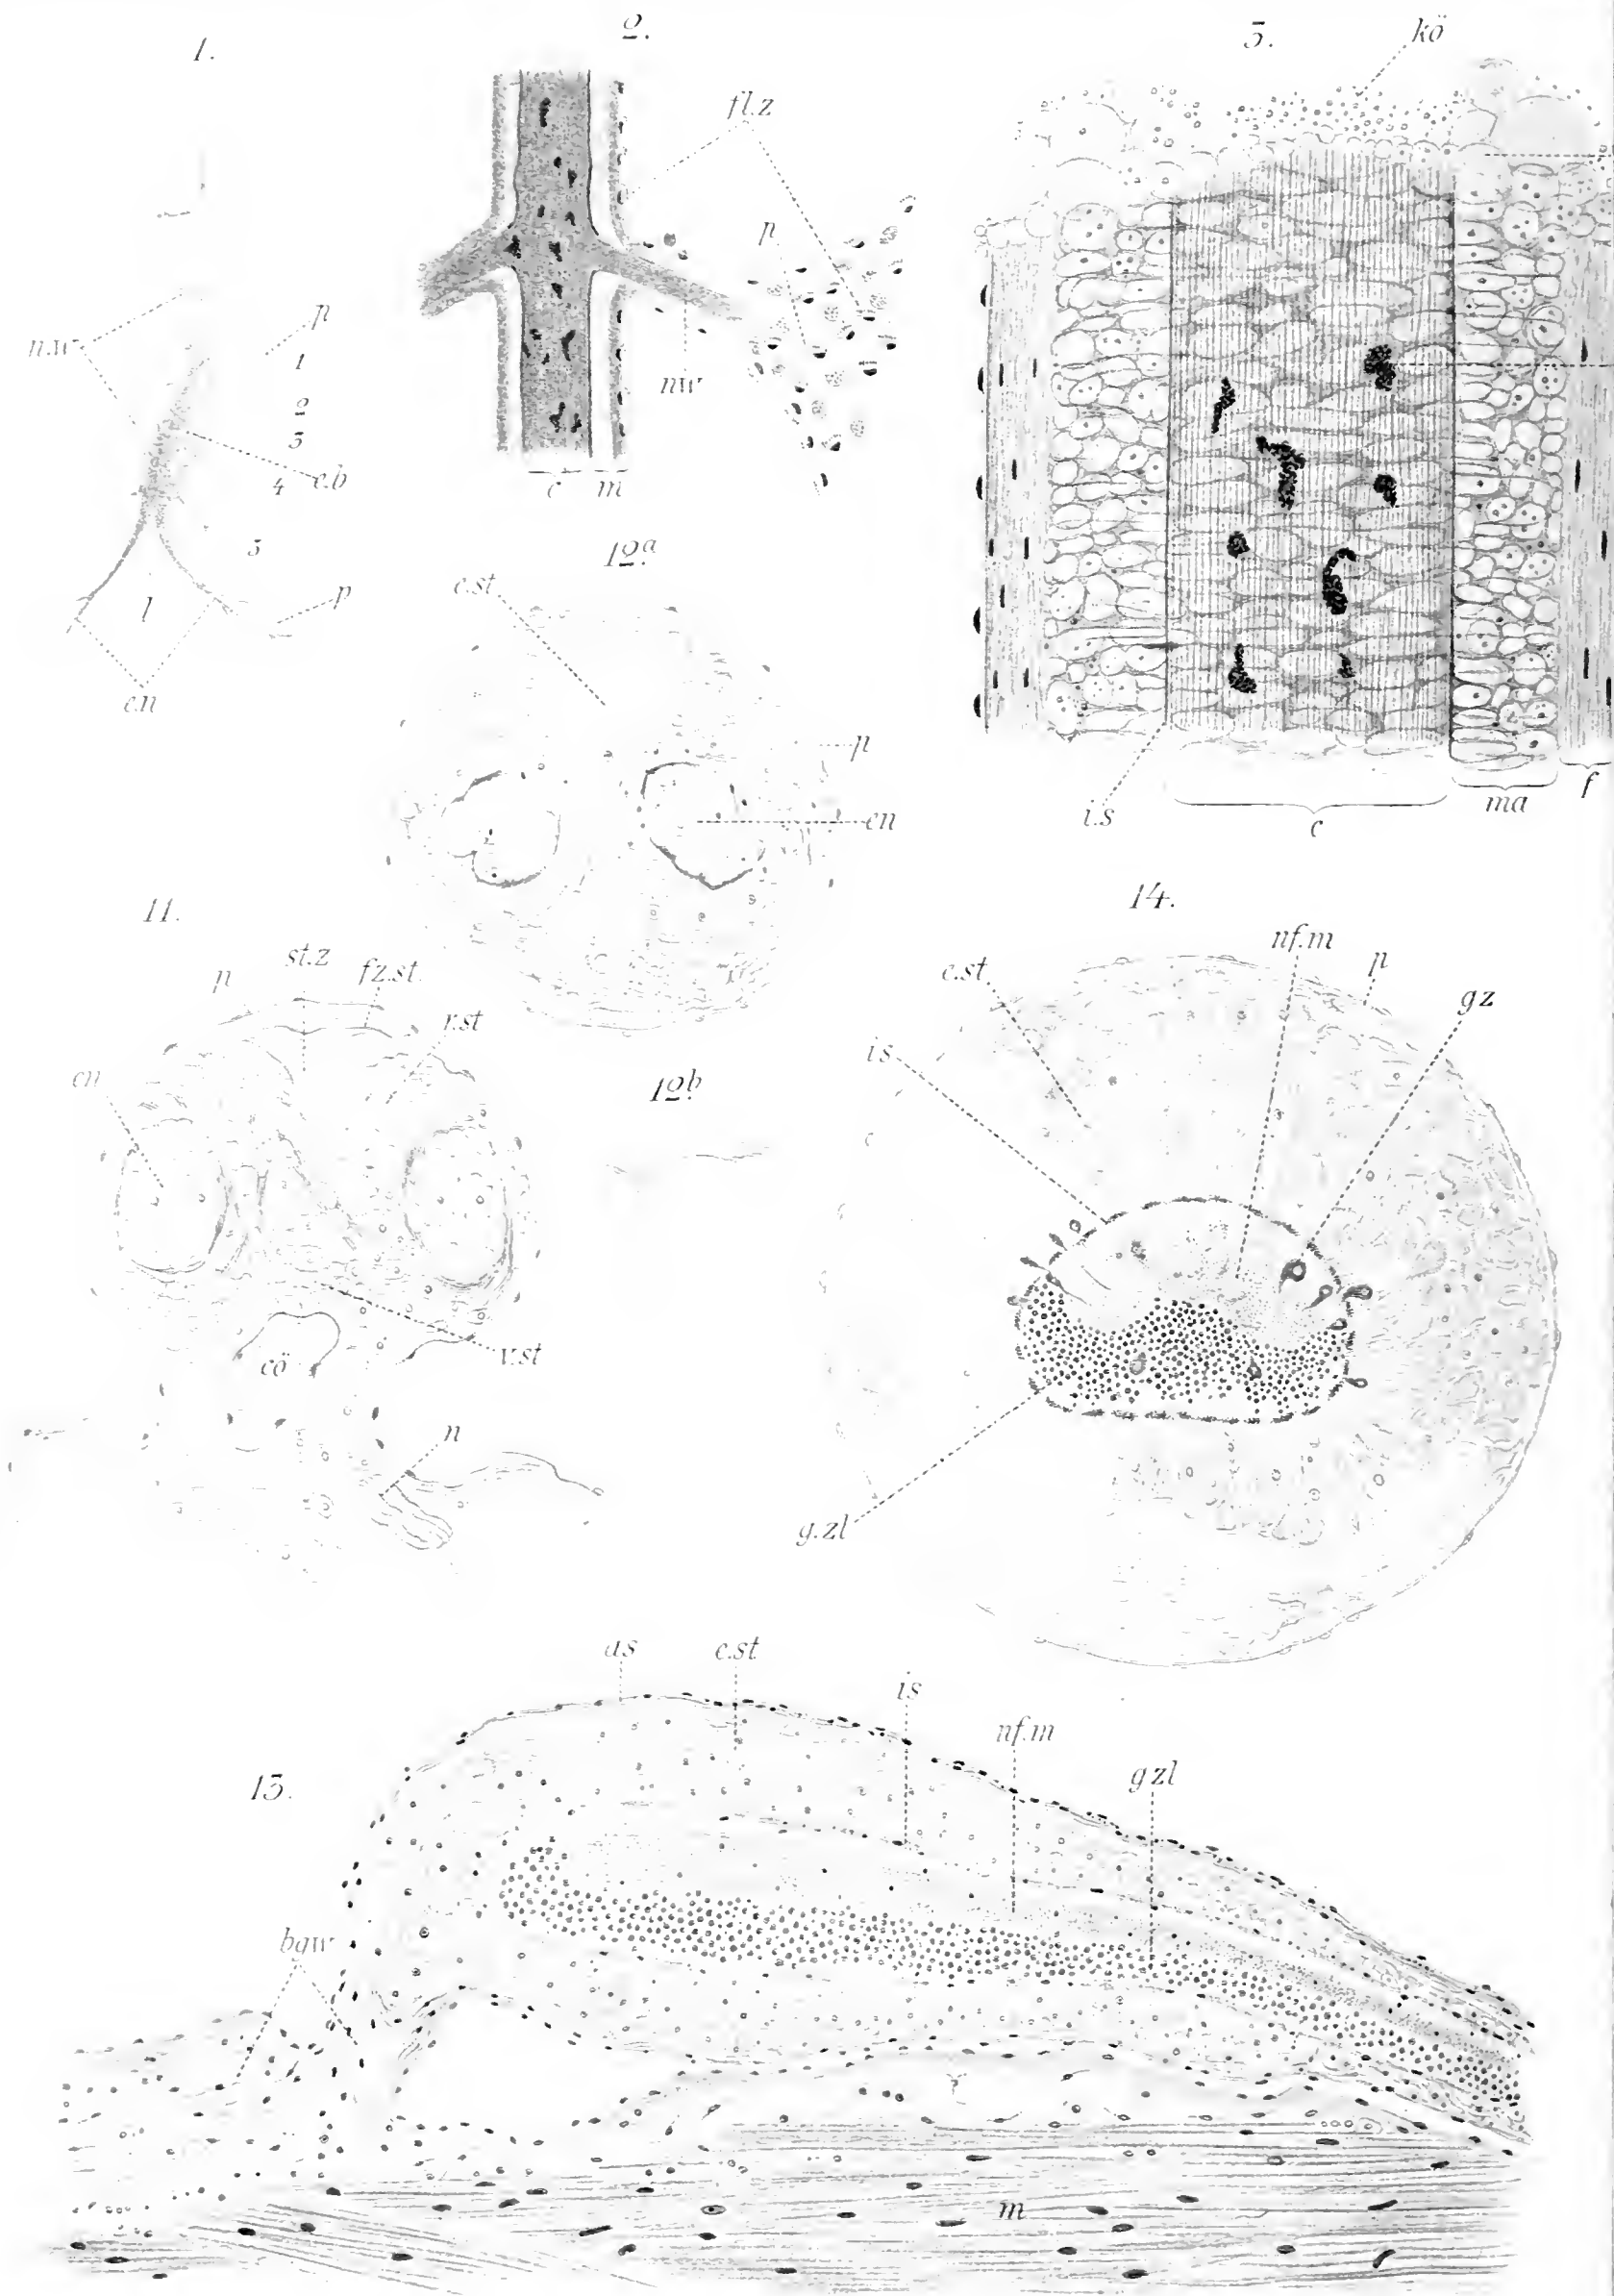 1.
n.w
p
1
2
3
4
c.b
5
l
p
c.n
2.
fl.z
p
nw
c
m
3.
kö
i.s
c
ma
f
12a
c.st
p
cn
11.
p
st.z
fz.st.
r.st
cn
v.st
cö
n
12b
14.
c.st.
nf.m
p
gz
is
g.zl
13.
as
c.st
is
nf.m
gzl
bgw
m